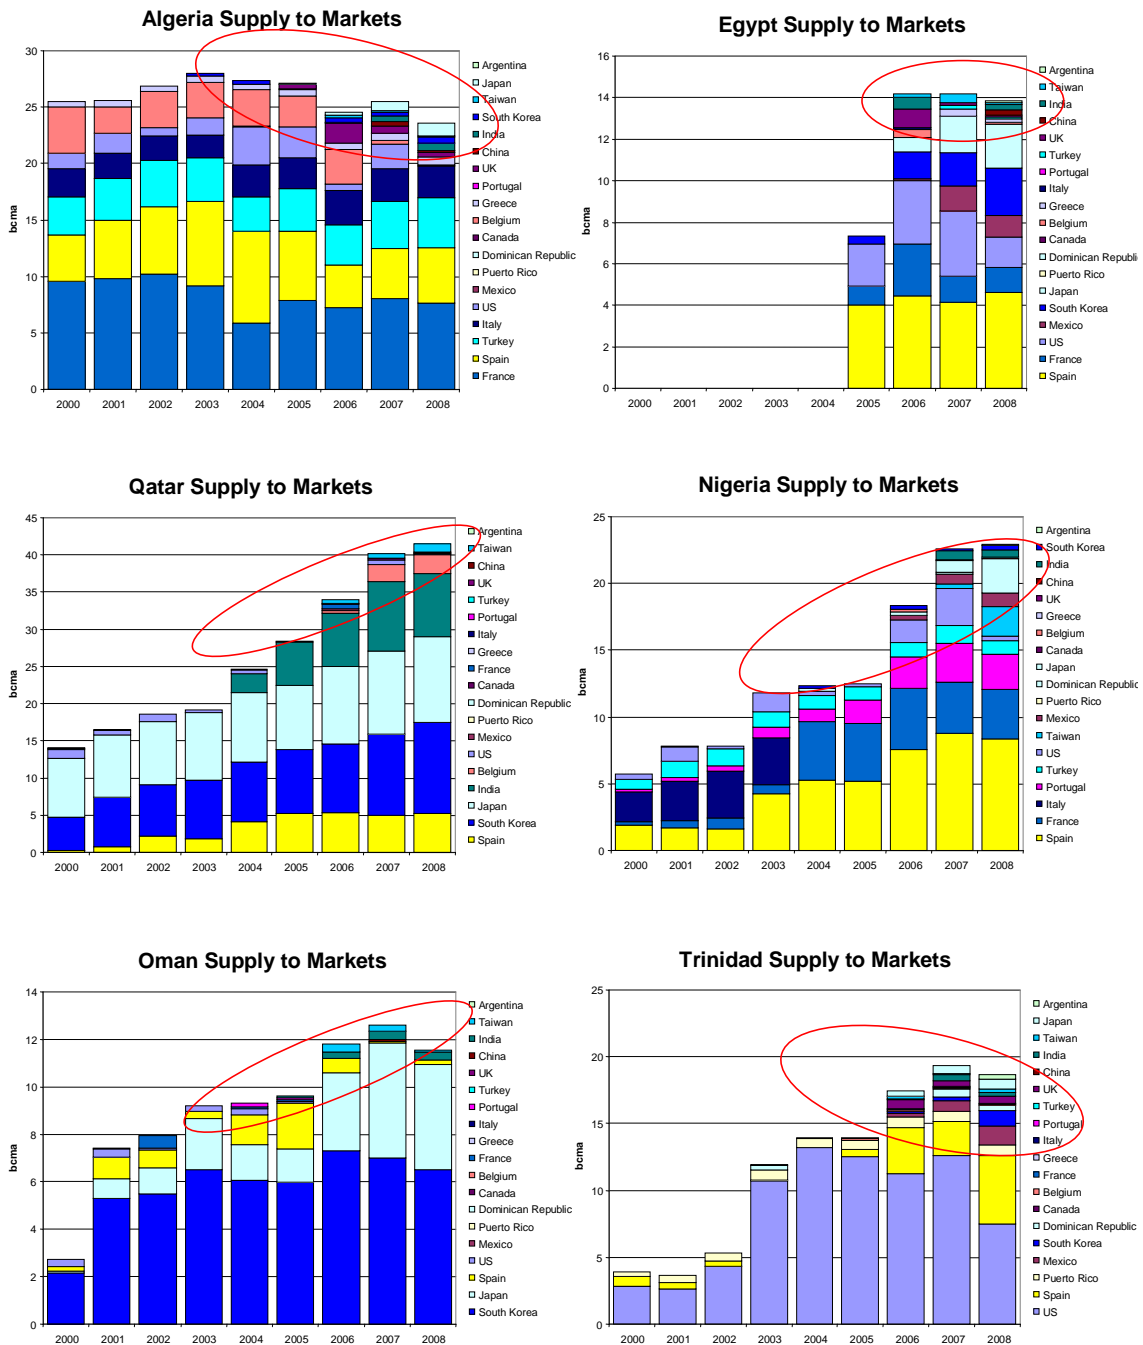 Algeria Supply to Markets
30
25
20
15
10
5
0
bcma
2000 2001 2002 2003 2004 2005 2006 2007 2008
Argentina
Japan
Taiwan
South Korea
India
China
UK
Portugal
Greece
Belgium
Canada
Dominican Republic
Puerto Rico
Mexico
US
Italy
Turkey
Spain
France
Egypt Supply to Markets
16
14
12
10
8
6
4
2
0
bcma
2000 2001 2002 2003 2004 2005 2006 2007 2008
Argentina
Taiwan
India
China
UK
Turkey
Portugal
Italy
Greece
Belgium
Canada
Dominican Republic
Puerto Rico
Japan
South Korea
Mexico
US
France
Spain
Qatar Supply to Markets
45
40
35
30
25
20
15
10
5
0
bcma
2000 2001 2002 2003 2004 2005 2006 2007 2008
Argentina
Taiwan
China
UK
Turkey
Portugal
Italy
Greece
France
Canada
Dominican Republic
Puerto Rico
Mexico
US
Belgium
India
Japan
South Korea
Spain
Nigeria Supply to Markets
25
20
15
10
5
0
bcma
2000 2001 2002 2003 2004 2005 2006 2007 2008
Argentina
South Korea
India
China
UK
Greece
Belgium
Canada
Japan
Dominican Republic
Puerto Rico
Mexico
Taiwan
US
Turkey
Portugal
Italy
France
Spain
Oman Supply to Markets
14
12
10
8
6
4
2
0
bcma
2000 2001 2002 2003 2004 2005 2006 2007 2008
Argentina
Taiwan
India
China
UK
Turkey
Portugal
Italy
Greece
France
Belgium
Canada
Dominican Republic
Puerto Rico
Mexico
US
Spain
Japan
South Korea
Trinidad Supply to Markets
25
20
15
10
5
0
bcma
2000 2001 2002 2003 2004 2005 2006 2007 2008
Argentina
Japan
Taiwan
India
China
UK
Turkey
Portugal
Italy
Greece
France
Belgium
Canada
Dominican Republic
South Korea
Mexico
Puerto Rico
Spain
US